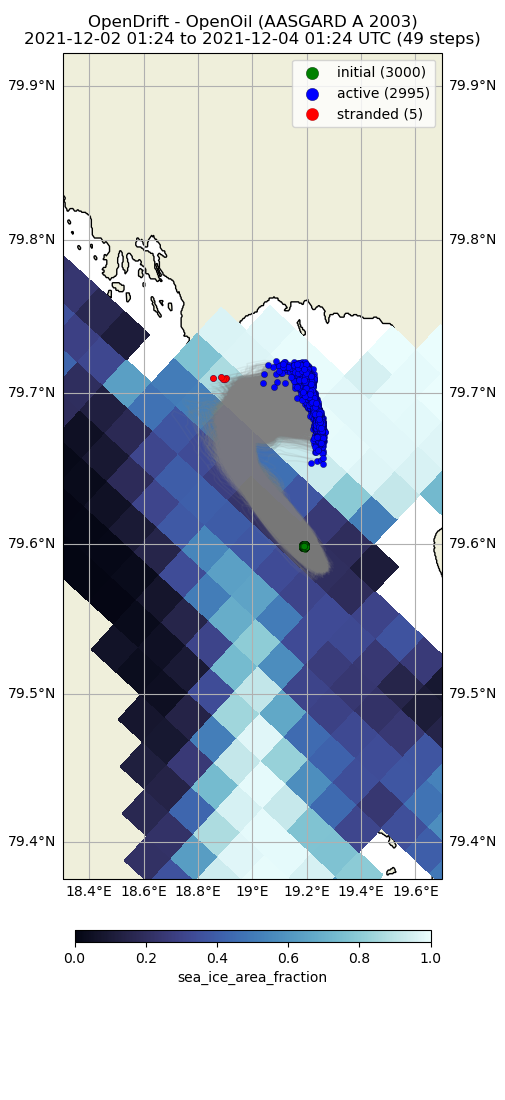 OpenDrift - OpenOil (AASGARD A 2003)
2021-12-02 01:24 to 2021-12-04 01:24 UTC (49 steps)
initial (3000)
active (2995)
stranded (5)
79.9°N 79.9°N
79.8°N 79.8°N
79.7°N 79.7°N
79.6°N 79.6°N
79.5°N 79.5°N
79.4°N 79.4°N
18.4°E 18.6°E 18.8°E 19°E 19.2°E 19.4°E 19.6°E
0.0 0.2 0.4 0.6 0.8 1.0
sea_ice_area_fraction